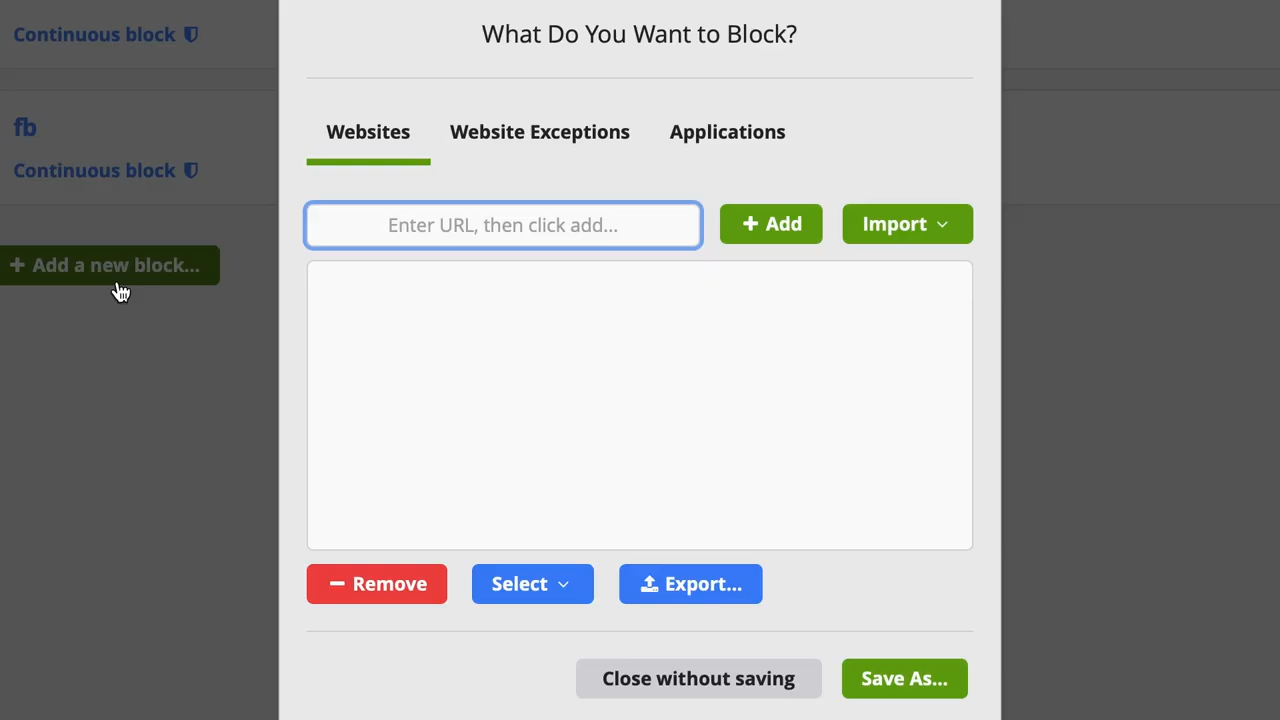 Continuous block
fb
Continuous block
+ Add a new block...
What Do You Want to Block?
Websites
Website Exceptions
Applications
Enter URL, then click add...
+ Add
Import
Remove
Select
Export...
Close without saving
Save As...